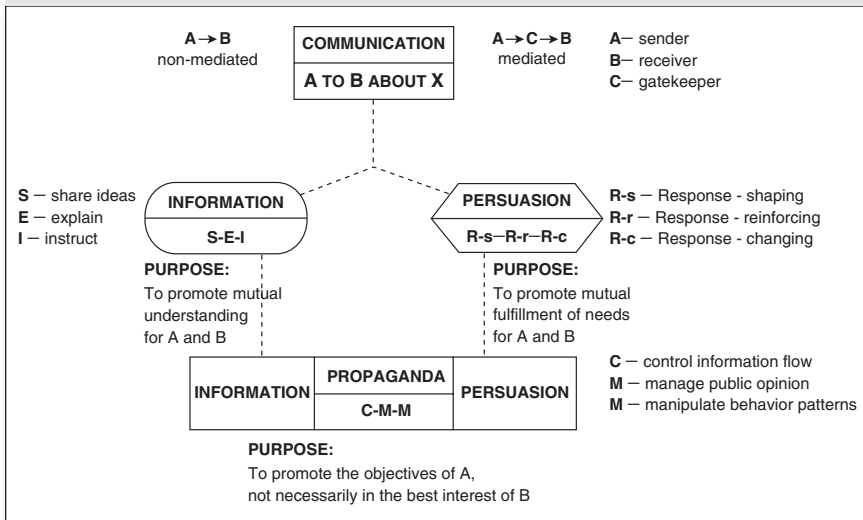 A→B
non-mediated
COMMUNICATION
A TO B ABOUT X
A→C→B
mediated
A— sender
B— receiver
C— gatekeeper
S — share ideas
E — explain
I — instruct
INFORMATION
S-E-I
PERSUASION
R-s—R-r—R-c
R-s — Response - shaping
R-r — Response - reinforcing
R-c — Response - changing
PURPOSE:
To promote mutual
understanding
for A and B
PURPOSE:
To promote mutual
fulfillment of needs
for A and B
INFORMATION
PROPAGANDA
C-M-M
PERSUASION
C — control information flow
M — manage public opinion
M — manipulate behavior patterns
PURPOSE:
To promote the objectives of A,
not necessarily in the best interest of B